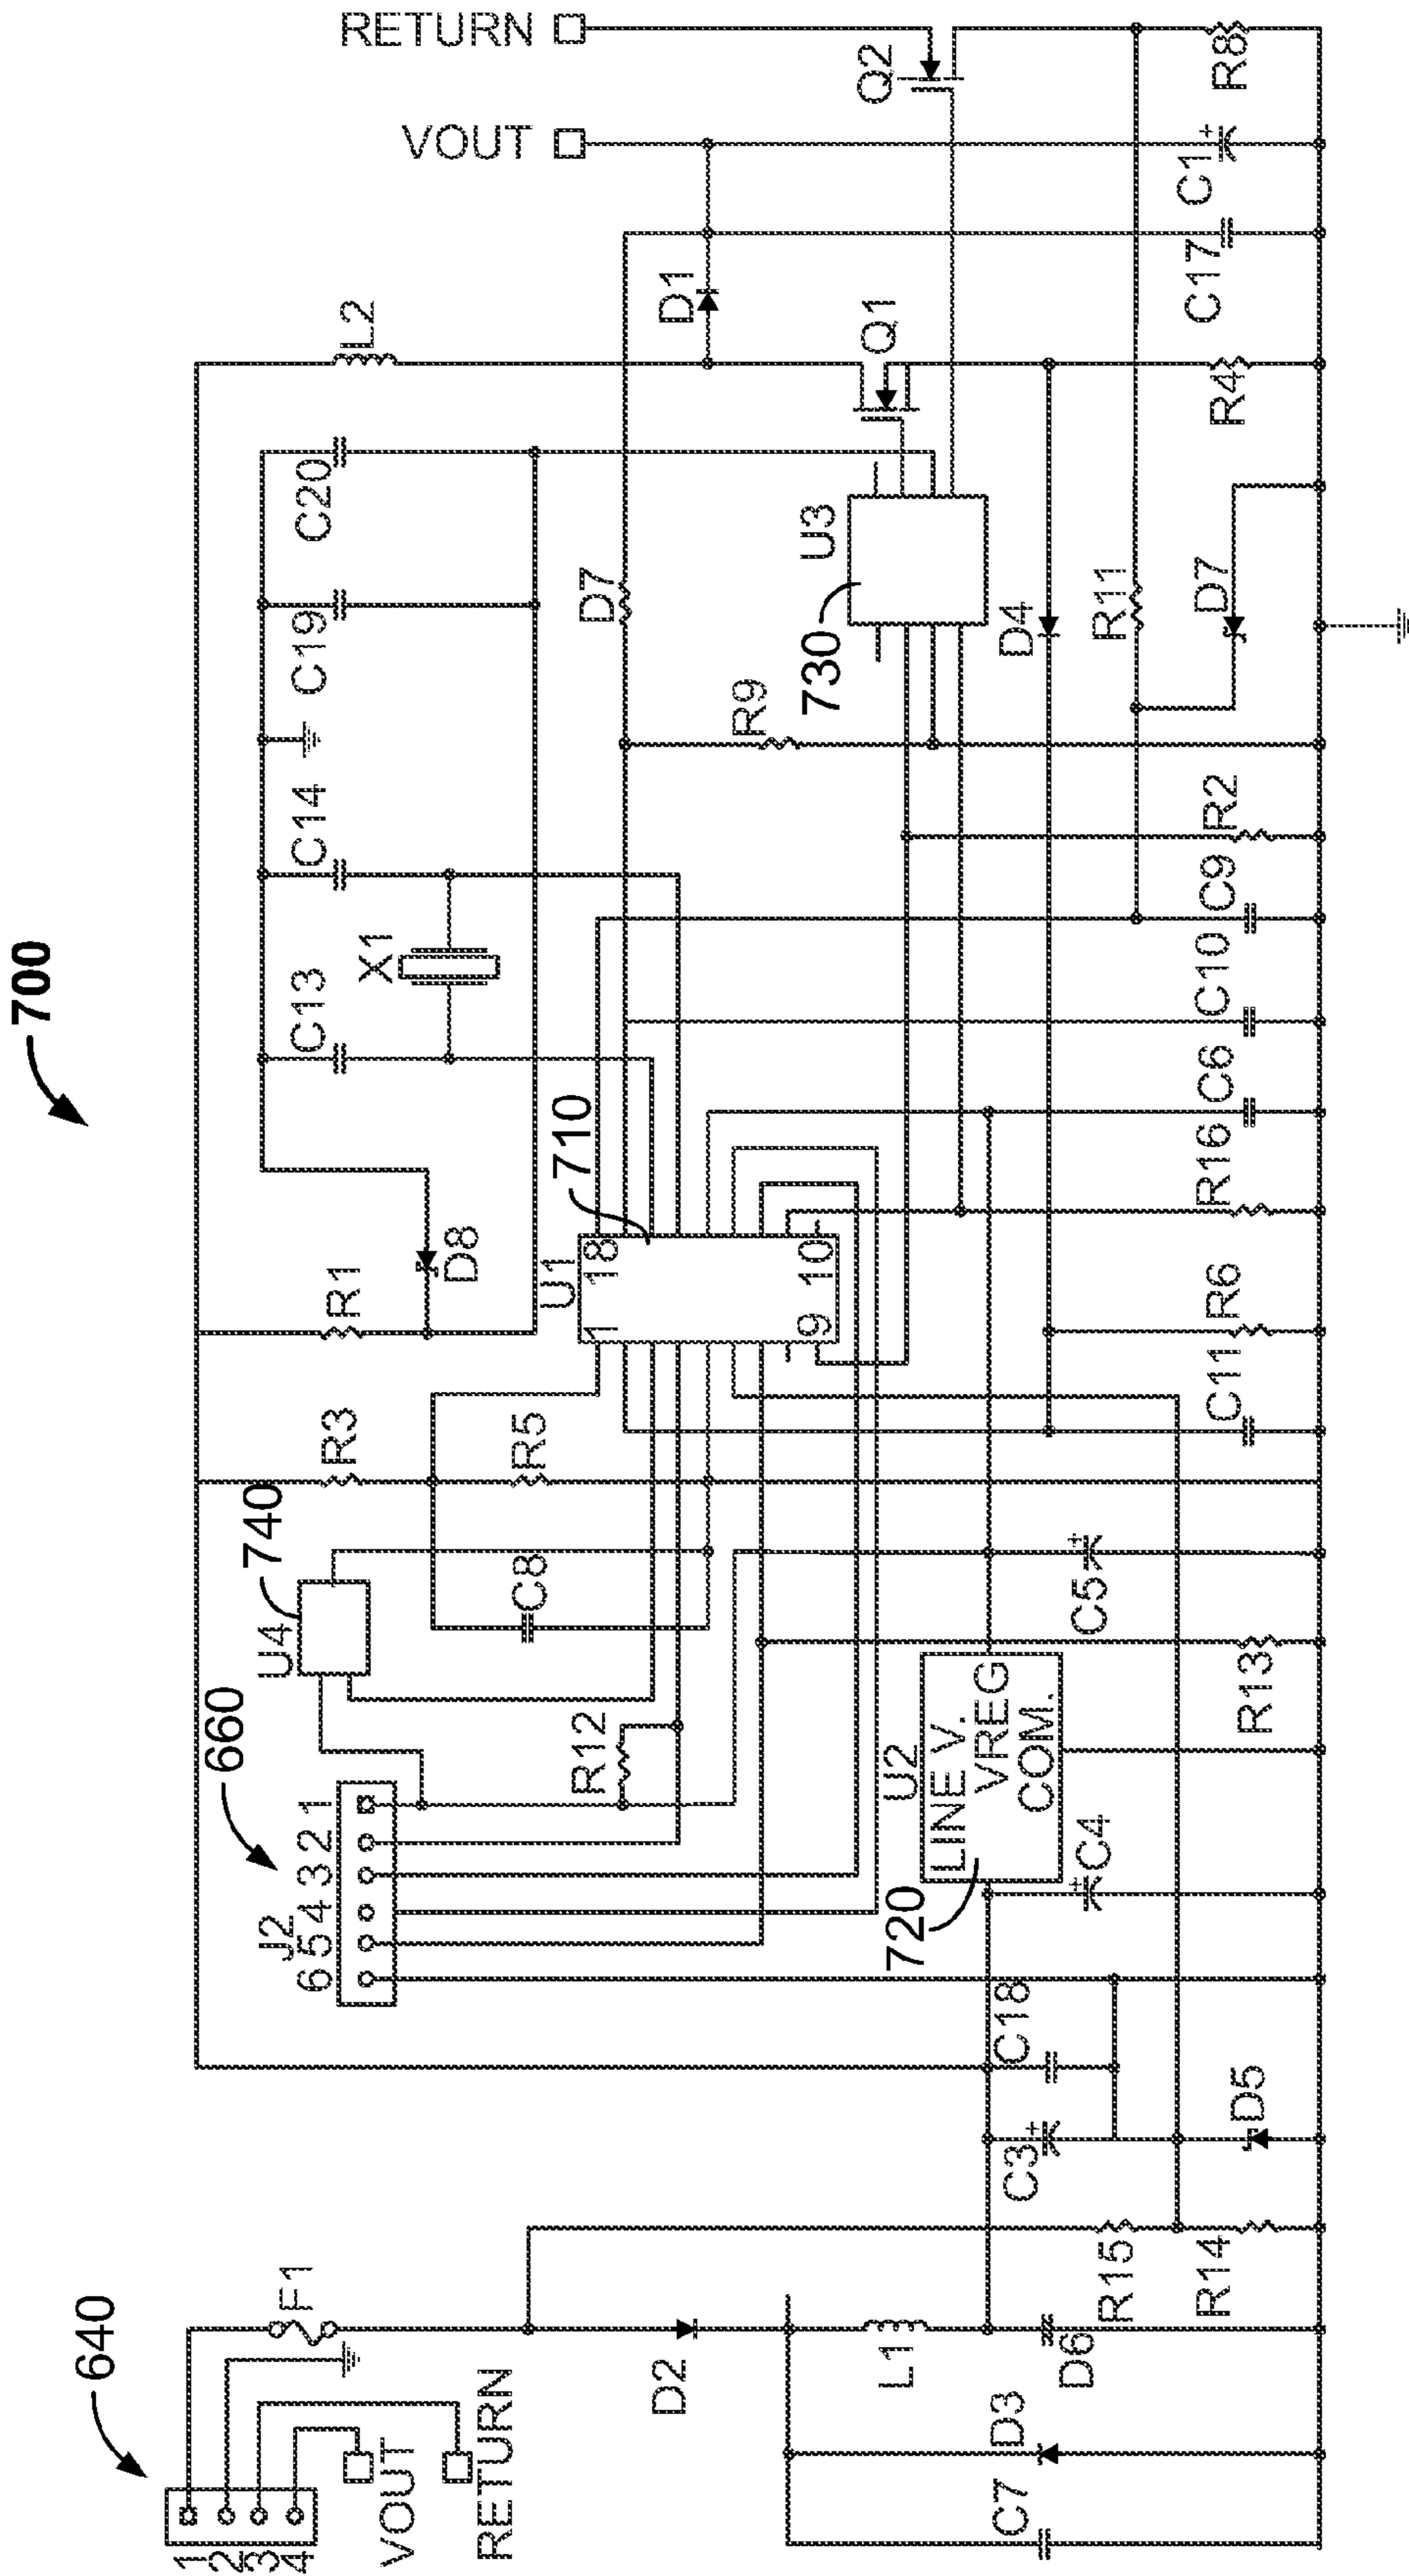 700
RETURN
VOUT
Q2
R8
C1
+
C17
L2
D1
Q1
R4
C20
C19
D7
U3
730
D4
R11
D7
R9
C14
C13
X1
R2
C9
C10
C6
R16
710
U1
18
10
1
9
D8
R1
R6
C11
R3
R5
740
U4
C8
660
R12
J2
6 5 4 3 2 1
C5
+
R13
U2
LINE V.
VREG
COM.
720
C4
+
C18
C3
+
D5
R15
R14
640
F1
1
2
3
4
VOUT
RETURN
D2
L1
D6
D3
C7